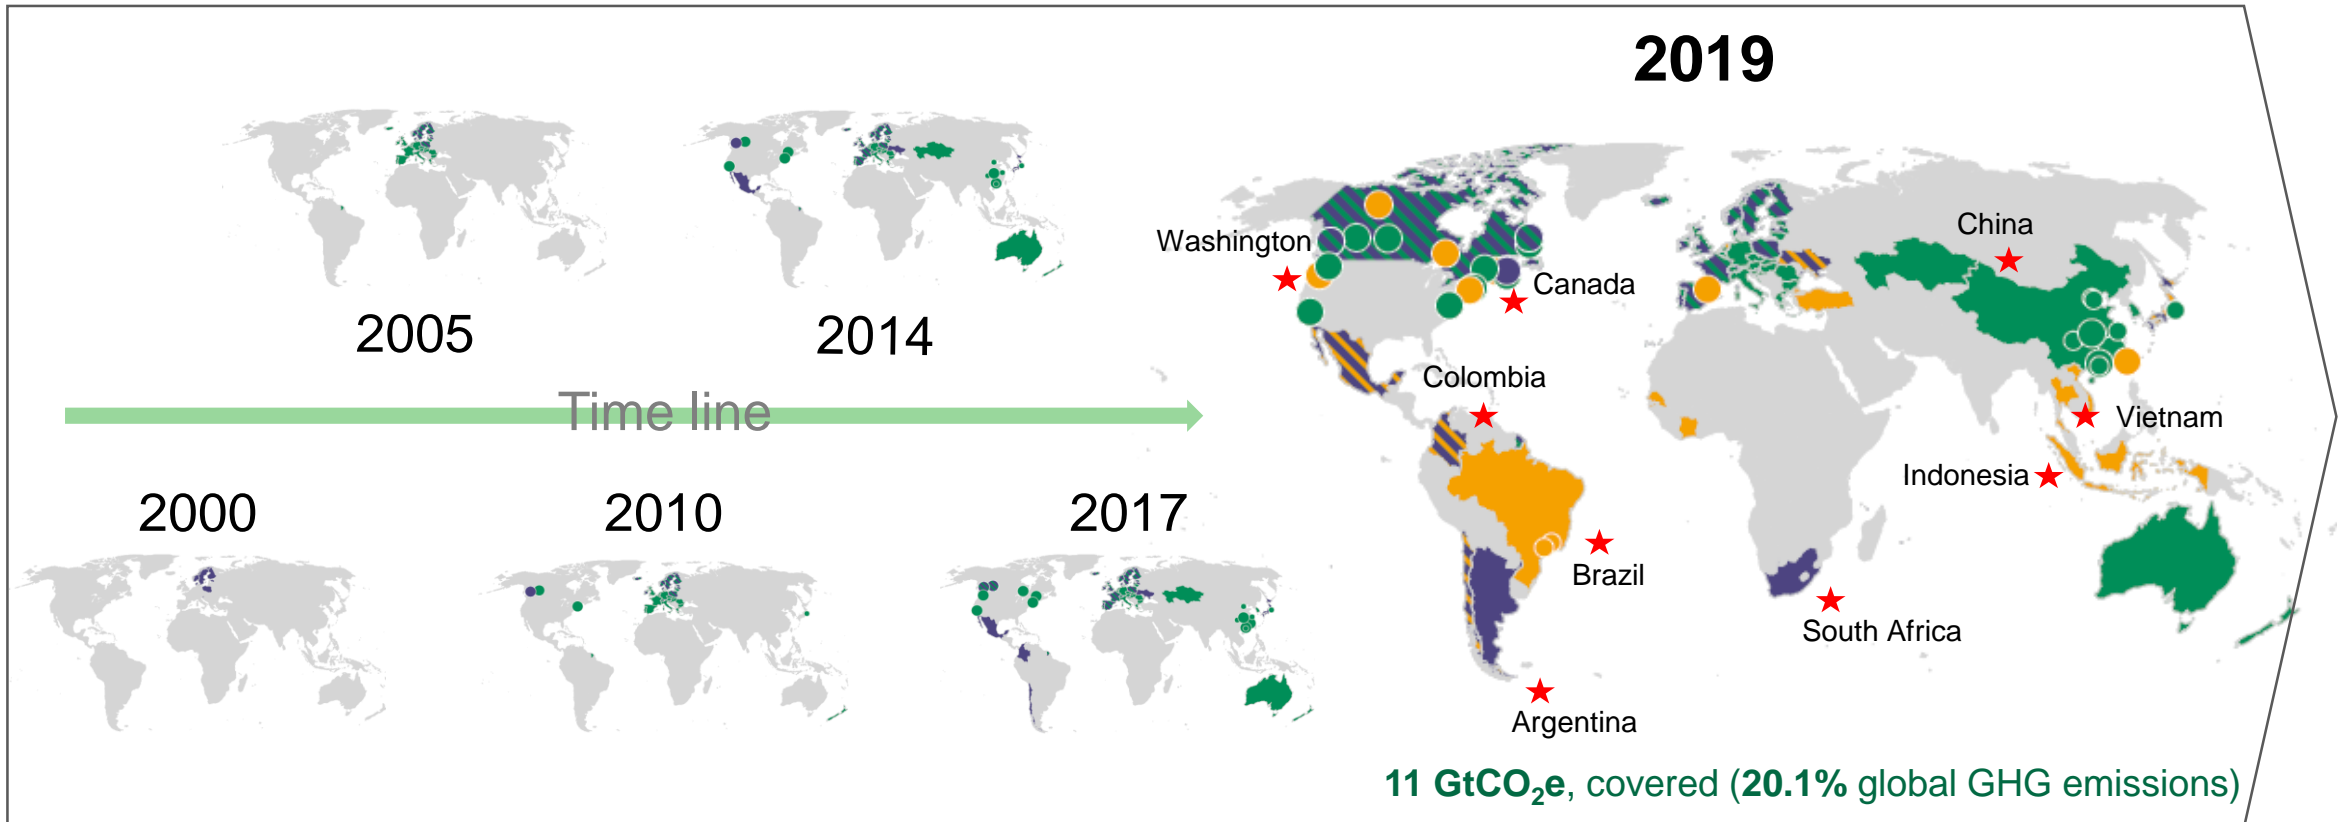 2019
Washington
China
Canada
2005
2014
Colombia
Time line
Vietnam
Indonesia
2000
2010
2017
Brazil
South Africa
Argentina
11 GtCO₂e, covered (20.1% global GHG emissions)